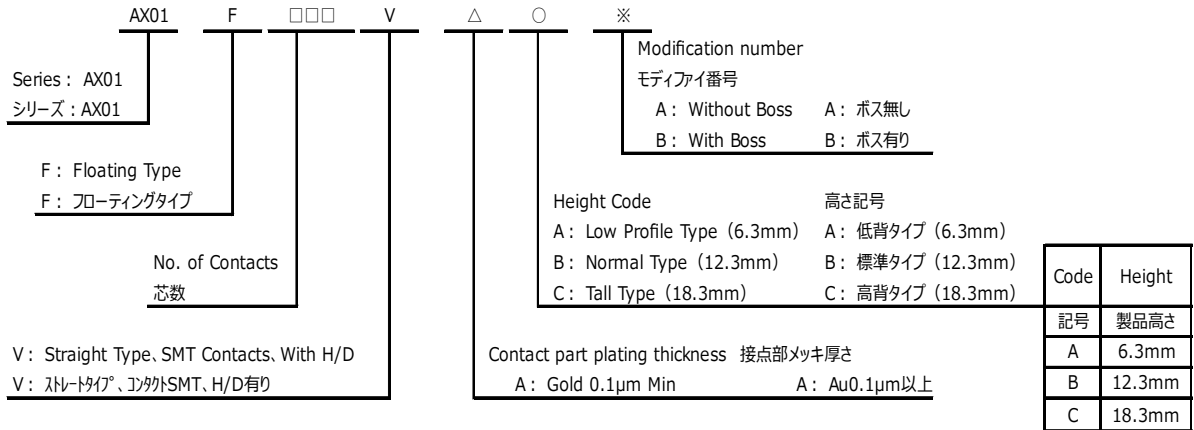 AX01 F □□□ V △ ○ ※
Modification number
モディファイ番号
A : Without Boss A : ボス無し
B : With Boss B : ボス有り
Series : AX01
シリーズ : AX01
F : Floating Type
F : フローティングタイプ
Height Code 高さ記号
A : Low Profile Type (6.3mm) A : 低背タイプ (6.3mm)
B : Normal Type (12.3mm) B : 標準タイプ (12.3mm)
C : Tall Type (18.3mm) C : 高背タイプ (18.3mm)
No. of Contacts
芯数
Code Height
記号 製品高さ
A 6.3mm
B 12.3mm
C 18.3mm
V : Straight Type、SMT Contacts、With H/D
V : ストレートタイプ、コンタクトSMT、H/D有り
Contact part plating thickness 接点部メッキ厚さ
A : Gold 0.1μm Min A : Au0.1μm以上